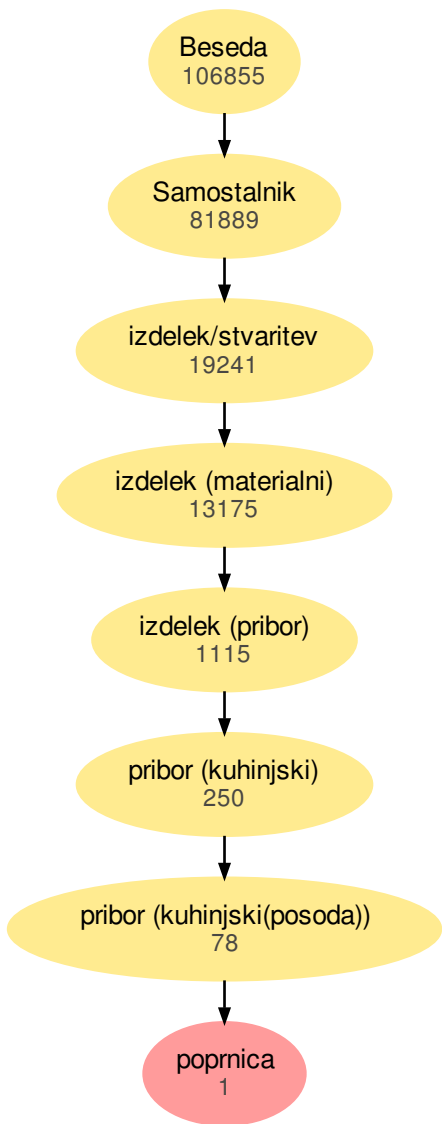 Beseda
106855
Samostalnik
81889
izdelek/stvaritev
19241
izdelek (materialni)
13175
izdelek (pribor)
1115
pribor (kuhinjski)
250
pribor (kuhinjski(posoda))
78
poprnica
1